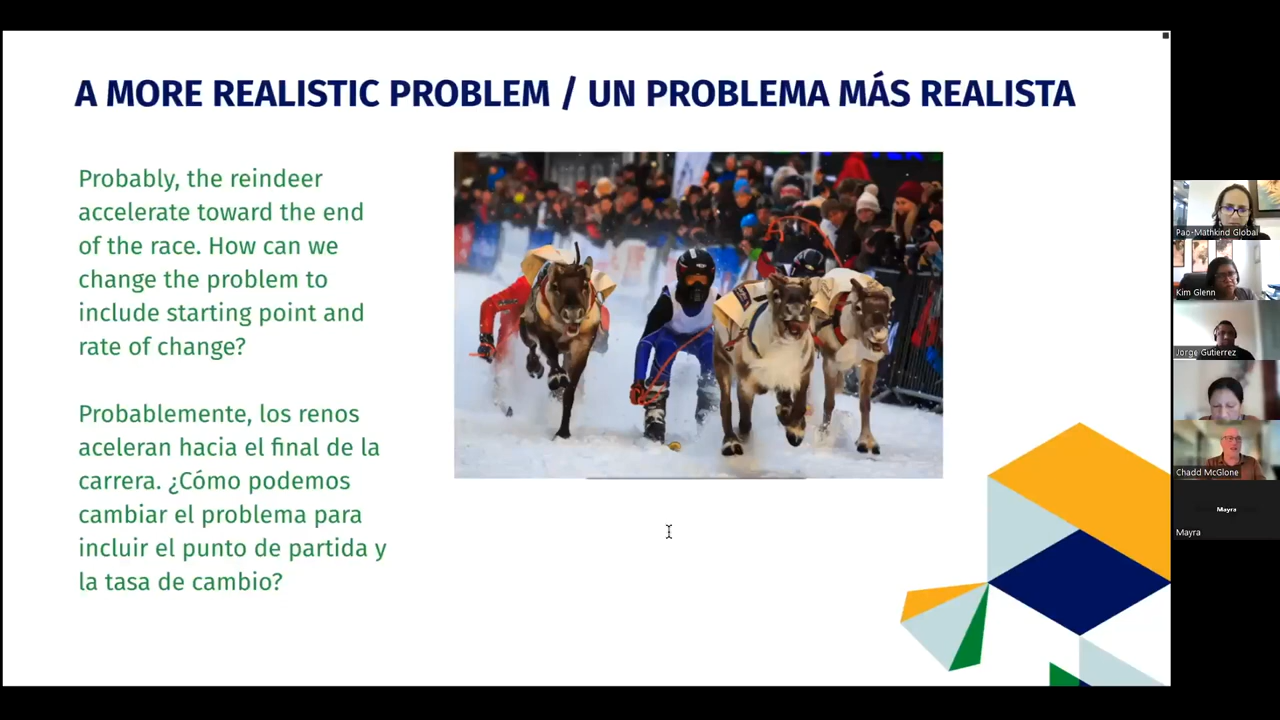 A MORE REALISTIC PROBLEM / UN PROBLEMA MÁS REALISTA
Probably, the reindeer
accelerate toward the end
of the race. How can we
change the problem to
include starting point and
rate of change?
Probablemente, los renos
aceleran hacia el final de la
carrera. ¿Cómo podemos
cambiar el problema para
incluir el punto de partida y
la tasa de cambio?
Pao-Mathkind Global
Kim Glenn
Jorge Gutierrez
Chadd McGlone
Mayra
Mayra